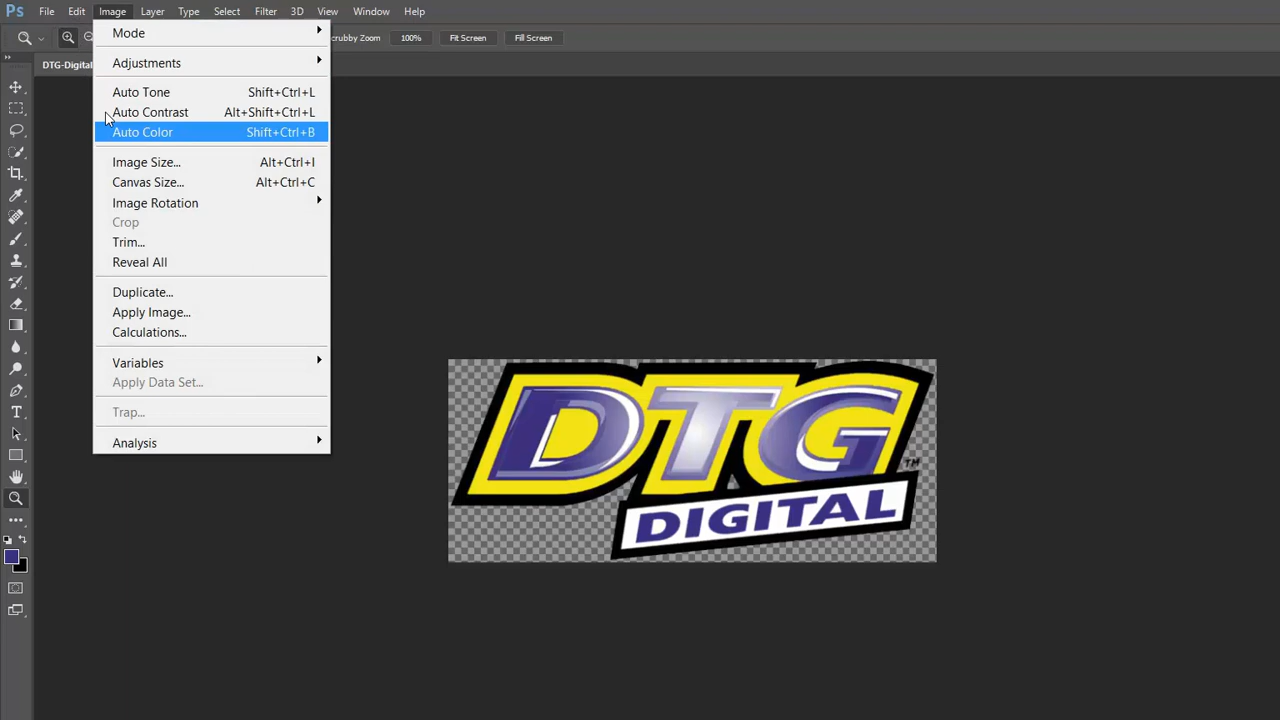 Ps File Edit Image Layer Type Select Filter 3D View Window Help
Scrubby Zoom 100% Fit Screen Fill Screen
DTG-Digital
Mode
Adjustments
Auto Tone Shift+Ctrl+L
Auto Contrast Alt+Shift+Ctrl+L
Auto Color Shift+Ctrl+B
Image Size... Alt+Ctrl+I
Canvas Size... Alt+Ctrl+C
Image Rotation
Crop
Trim...
Reveal All
Duplicate...
Apply Image...
Calculations...
Variables
Apply Data Set...
Trap...
Analysis
DTG™
DIGITAL